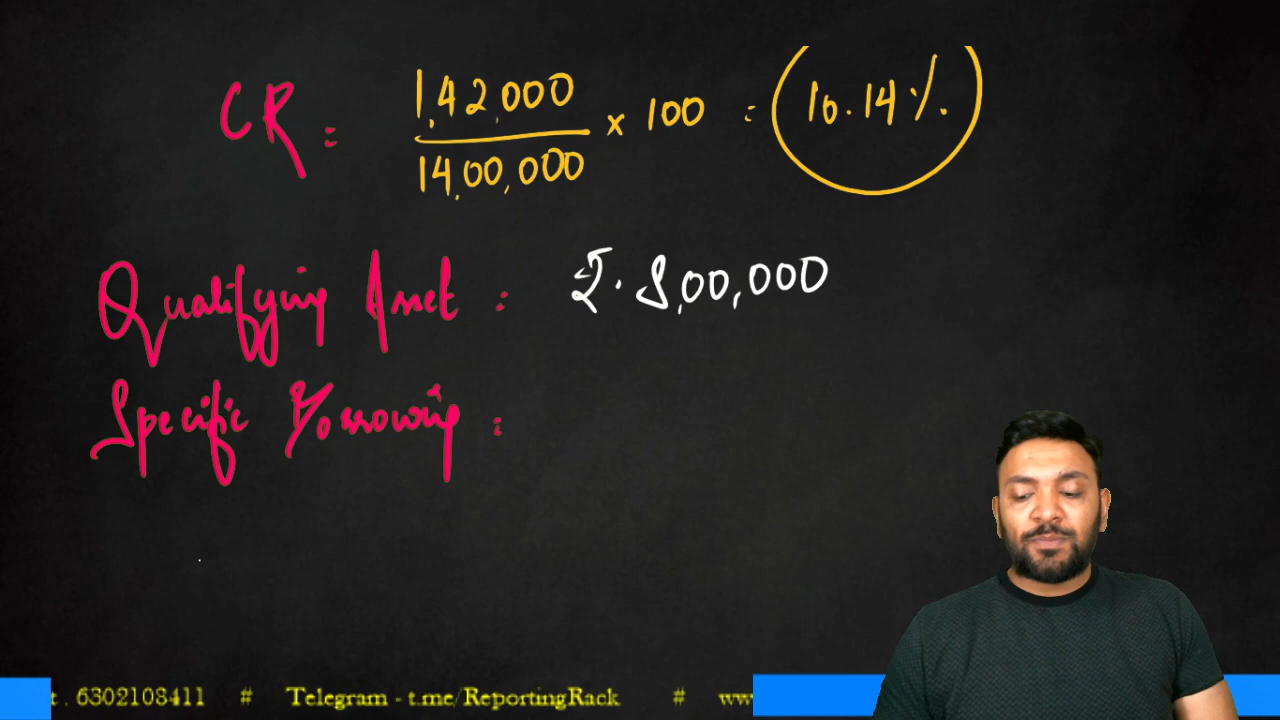 CR = 1,42,000 / 14,00,000 × 100 = 10.14 %
Qualifying Asset : ₹. 8,00,000
Specific Borrowing :
t . 6302108411 # Telegram - t.me/ReportingRack # www